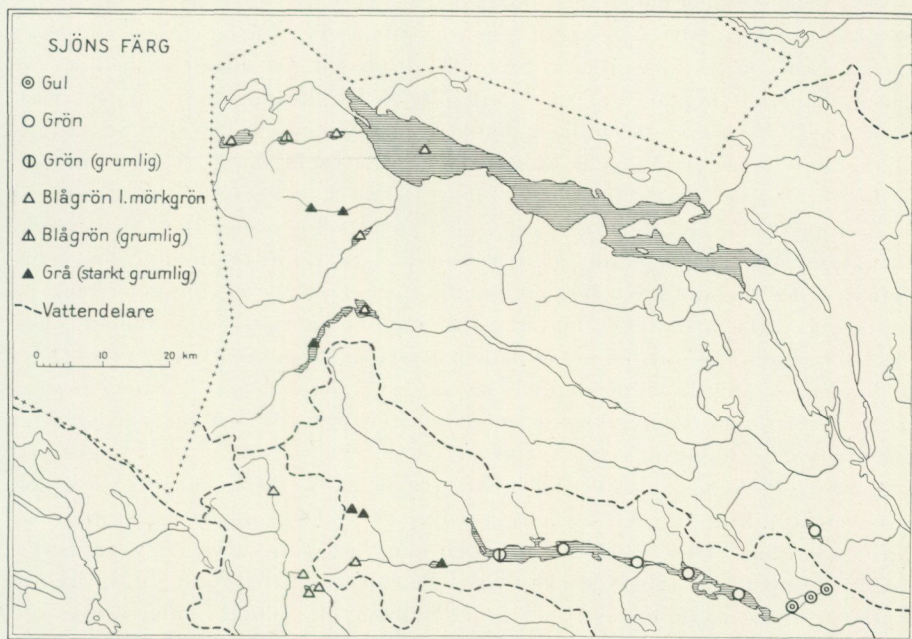 SJÖNS FÄRG
Gul
Grön
Grön (grumlig)
Blågrön l. mörkgrön
Blågrön (grumlig)
Grå (starkt grumlig)
Vattendelare
0 10 20 km